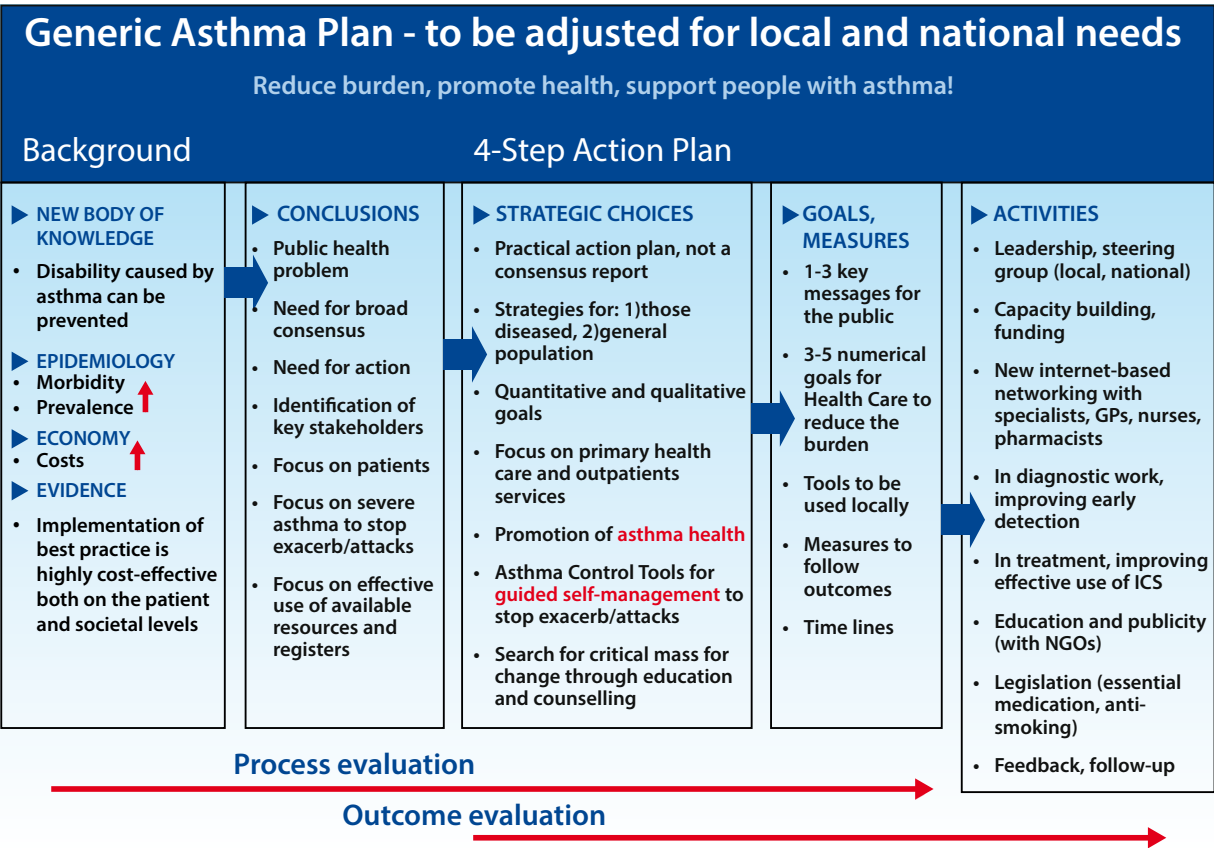 Generic Asthma Plan - to be adjusted for local and national needs
Reduce burden, promote health, support people with asthma!
Background
4-Step Action Plan
NEW BODY OF
KNOWLEDGE
• Disability caused by
asthma can be
prevented
EPIDEMIOLOGY
• Morbidity
• Prevalence
ECONOMY
• Costs
EVIDENCE
• Implementation of
best practice is
highly cost-effective
both on the patient
and societal levels
CONCLUSIONS
• Public health
problem
• Need for broad
consensus
• Need for action
• Identification of
key stakeholders
• Focus on patients
• Focus on severe
asthma to stop
exacerb/attacks
• Focus on effective
use of available
resources and
registers
STRATEGIC CHOICES
• Practical action plan, not a
consensus report
• Strategies for: 1)those
diseased, 2)general
population
• Quantitative and qualitative
goals
• Focus on primary health
care and outpatients
services
• Promotion of asthma health
• Asthma Control Tools for
guided self-management to
stop exacerb/attacks
• Search for critical mass for
change through education
and counselling
GOALS,
MEASURES
• 1-3 key
messages for
the public
• 3-5 numerical
goals for
Health Care to
reduce the
burden
• Tools to be
used locally
• Measures to
follow
outcomes
• Time lines
ACTIVITIES
• Leadership, steering
group (local, national)
• Capacity building,
funding
• New internet-based
networking with
specialists, GPs, nurses,
pharmacists
• In diagnostic work,
improving early
detection
• In treatment, improving
effective use of ICS
• Education and publicity
(with NGOs)
• Legislation (essential
medication, anti-
smoking)
• Feedback, follow-up
Process evaluation
Outcome evaluation